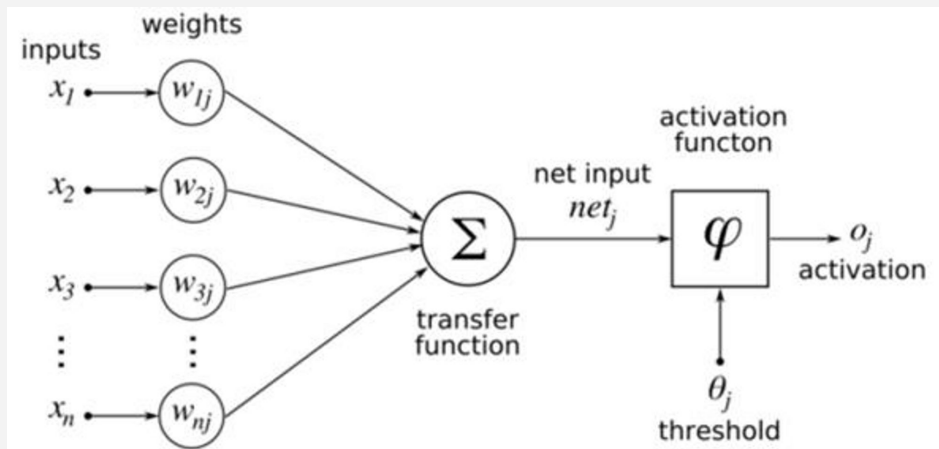 weights
inputs
x1
w1j
x2
w2j
x3
w3j
⋮
⋮
xn
wnj
Σ
transfer
function
net input
netj
activation
functon
φ
oj
activation
θj
threshold